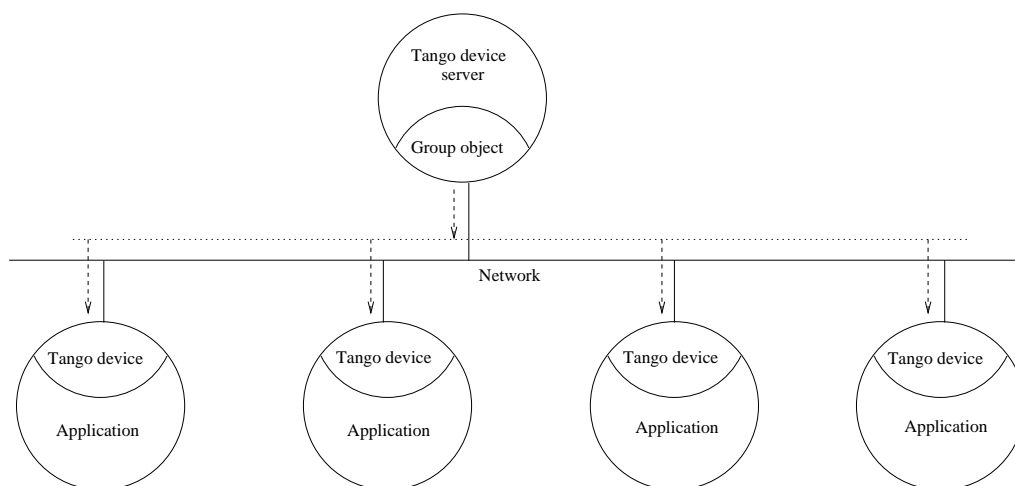 Tango device
server
Group object
Network
Tango device
Tango device
Tango device
Tango device
Application
Application
Application
Application